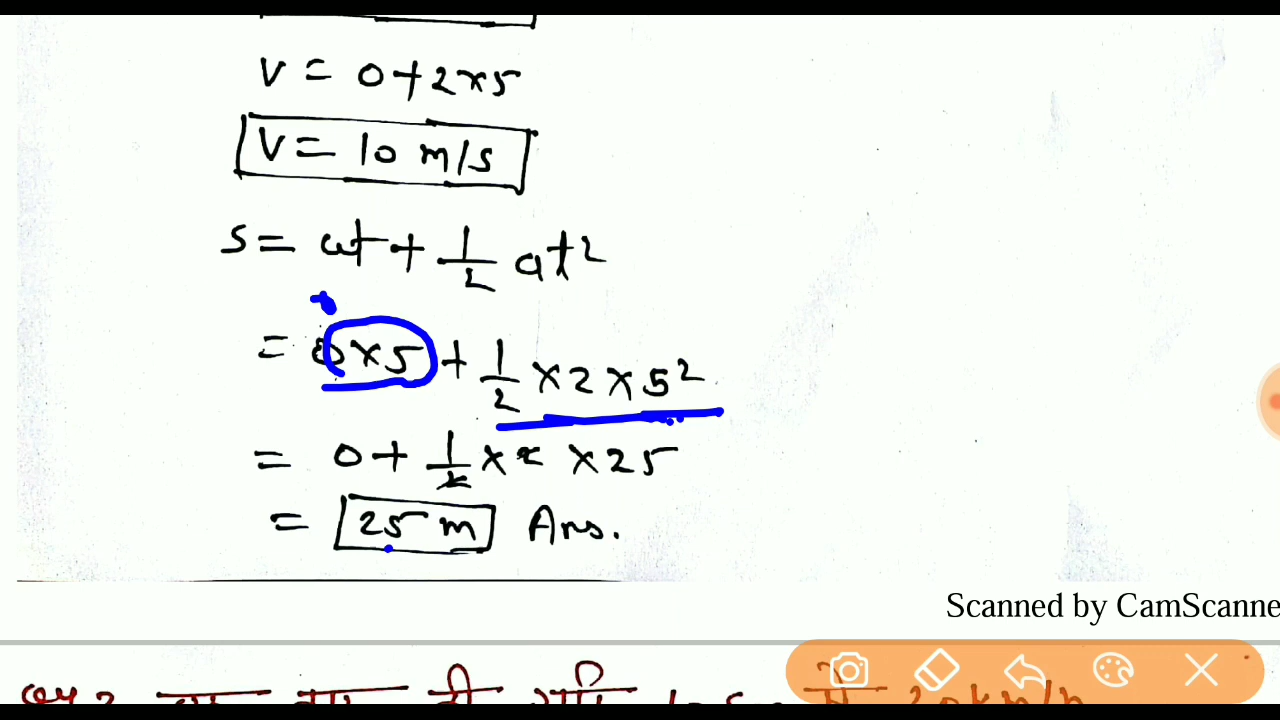 V = 0+2×5
V = 10 m/s
s = ut + 1/2 at²
= 0×5 + 1/2 ×2×5²
= 0+ 1/2 ×2 ×25
= 25 m Ans.
Scanned by CamScanne